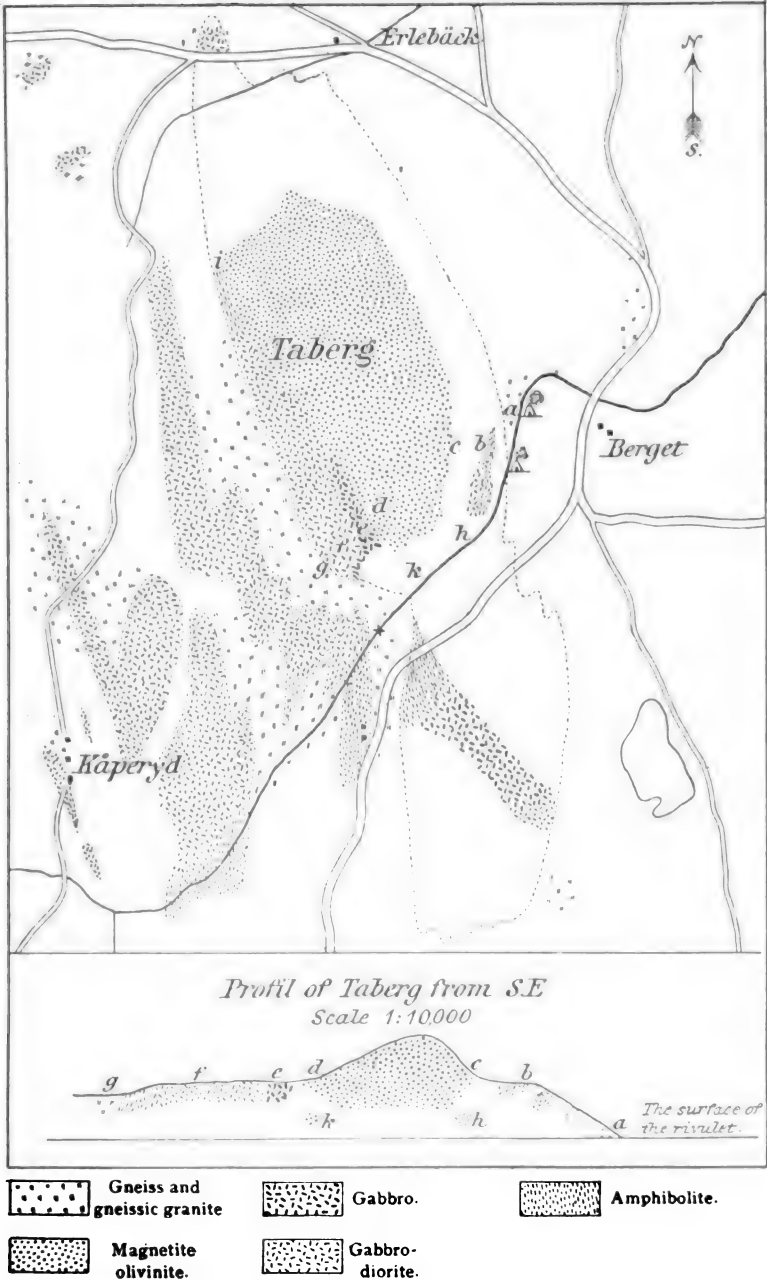 Erlebäck
N
S.
i
Taberg
a
c b
Berget
d
h
f
g
k
Kåperyd
Profil of Taberg from S.E
Scale 1:10,000
g f e d c b
k h a
The surface of
the rivulet.
Gneiss and
gneissic granite
Gabbro.
Amphibolite.
Magnetite
olivinite.
Gabbro-
diorite.